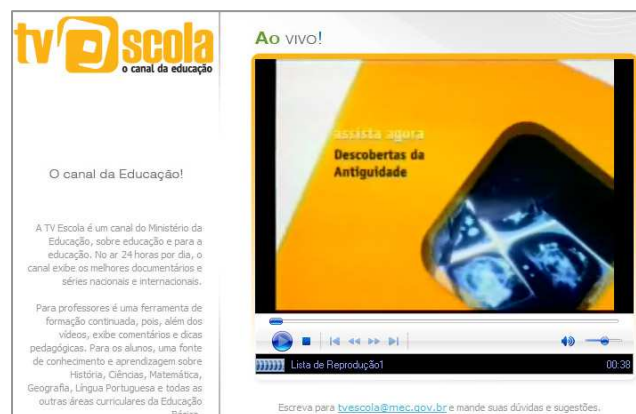 tv escola
o canal da educação
O canal da Educação!
A TV Escola é um canal do Ministério da
Educação, sobre educação e para a
educação. No ar 24 horas por dia, o
canal exibe os melhores documentários e
séries nacionais e internacionais.
Para professores é uma ferramenta de
formação continuada, pois, além dos
vídeos, exibe comentários e dicas
pedagógicas. Para os alunos, uma fonte
de conhecimento e aprendizagem sobre
História, Ciências, Matemática,
Geografia, Língua Portuguesa e todas as
outras áreas curriculares da Educação
Ao vivo!
assista agora
Descobertas da
Antiguidade
Lista de Reprodução1
00:38
Escreva para tvescola@mec.gov.br e mande suas dúvidas e sugestões.